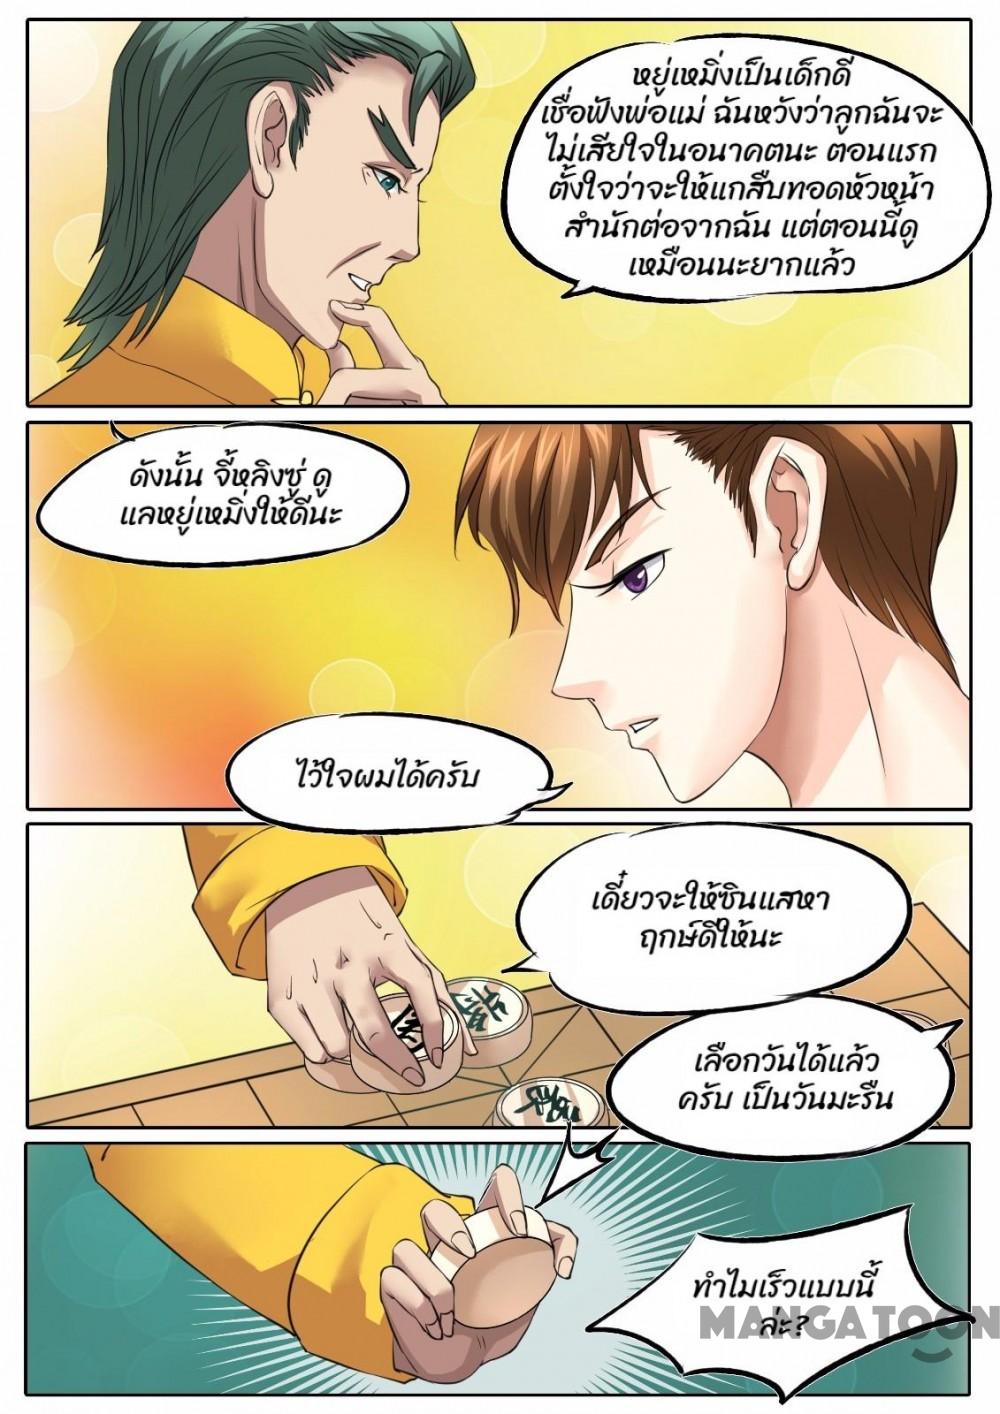 หยู่เหมิ่งเป็นเด็กดี
เชื่อฟังพ่อแม่ ฉันหวังว่าลูกฉันจะ
ไม่เสียใจในอนาคตนะ ตอนแรก
ตั้งใจว่าจะให้แกสืบทอดหัวหน้า
สำนักต่อจากฉัน แต่ตอนนี้ดู
เหมือนนะยากแล้ว
ดังนั้น จี้หลิงซู่ ดู
แลหยู่เหมิ่งให้ดีนะ
ไว้ใจผมได้ครับ
เดี๋ยวจะให้ซินแสหา
ฤกษ์ดีให้นะ
เลือกวันได้แล้ว
ครับ เป็นวันมะรืน
ทำไมเร็วแบบนี้
ล่ะ?
MANGATOON